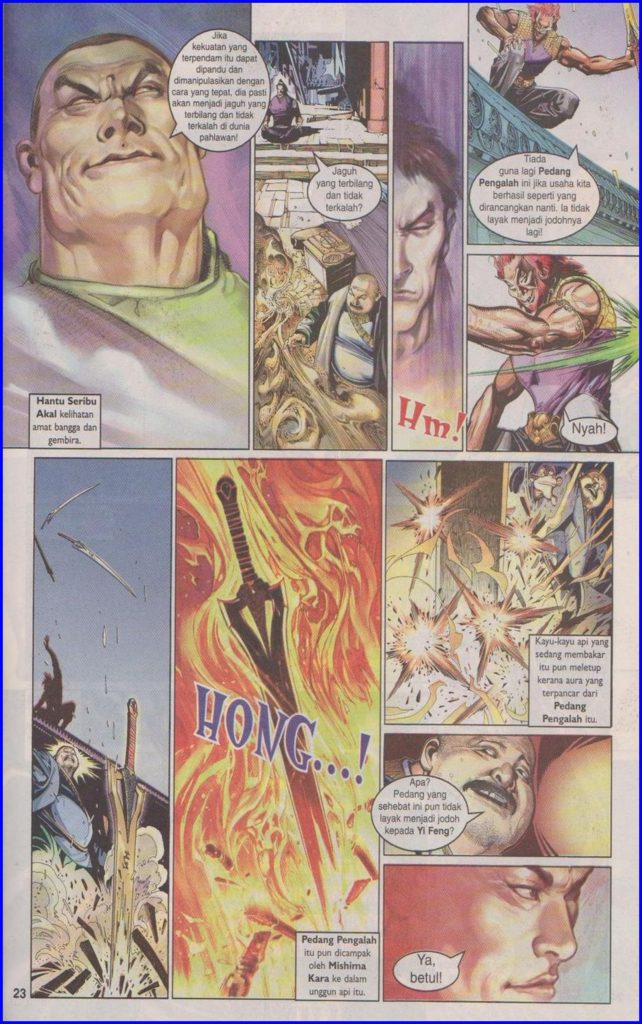 Jika
kekuatan yang
terpendam itu dapat
dipandu dan
dimanipulasikan dengan
cara yang tepat, dia pasti
akan menjadi jaguh yang
terbilang dan tidak
terkalah di dunia
pahlawan!
Hantu Seribu
Akal kelihatan
amat bangga dan
gembira.
Jaguh
yang terbilang
dan tidak
terkalah?
Hm!
Tiada
guna lagi Pedang
Pengalah ini jika usaha kita
berhasil seperti yang
dirancangkan nanti. Ia tidak
layak menjadi jodohnya
lagi!
Nyah!
HONG...!
Pedang Pengalah
itu pun dicampak
oleh Mishima
Kara ke dalam
unggun api itu.
Kayu-kayu api yang
sedang membakar
itu pun meletup
kerana aura yang
terpancar dari
Pedang
Pengalah itu.
Apa?
Pedang yang
sehebat ini pun tidak
layak menjadi jodoh
kepada Yi Feng?
Ya,
betul!
23